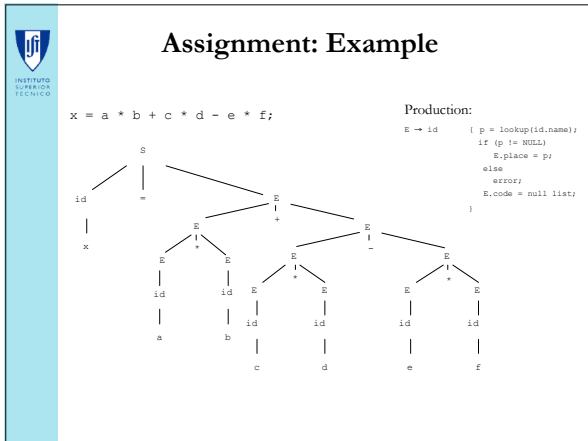 Assignment: Example
INSTITUTO
SUPERIOR
TECNICO
x = a * b + c * d - e * f;
Production:
E → id { p = lookup(id.name);
if (p != NULL)
E.place = p;
else
error;
E.code = null list;
}
S
id = E
+
x E E
* -
E E E E
* *
id id E E E E
a b id id id id
c d e f